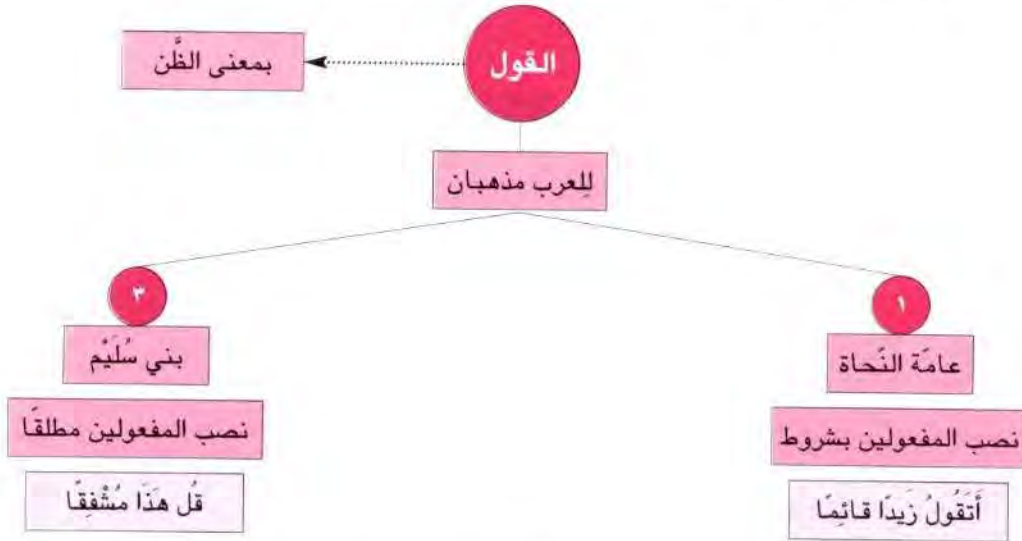 القول
بمعنى الظَّن
للعرب مذهبان
١
عامّة النّحاة
نصب المفعولين بشروط
أَتَقُولُ زَيدًا قائِمًا
٣
بني سُلَيْم
نصب المفعولين مطلقًا
قُل هَذَا مُشْفِقًا